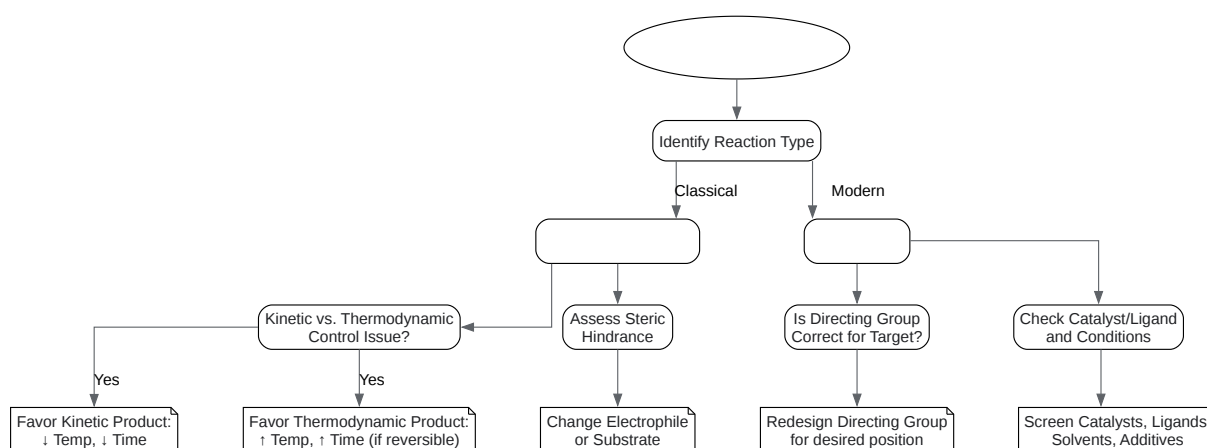 Identify Reaction Type
Classical
Modern
Kinetic vs. Thermodynamic
Control Issue?
Assess Steric
Hindrance
Is Directing Group
Correct for Target?
Check Catalyst/Ligand
and Conditions
Yes
Yes
Favor Kinetic Product:
↓ Temp, ↓ Time
Favor Thermodynamic Product:
↑ Temp, ↑ Time (if reversible)
Change Electrophile
or Substrate
Redesign Directing Group
for desired position
Screen Catalysts, Ligands
Solvents, Additives